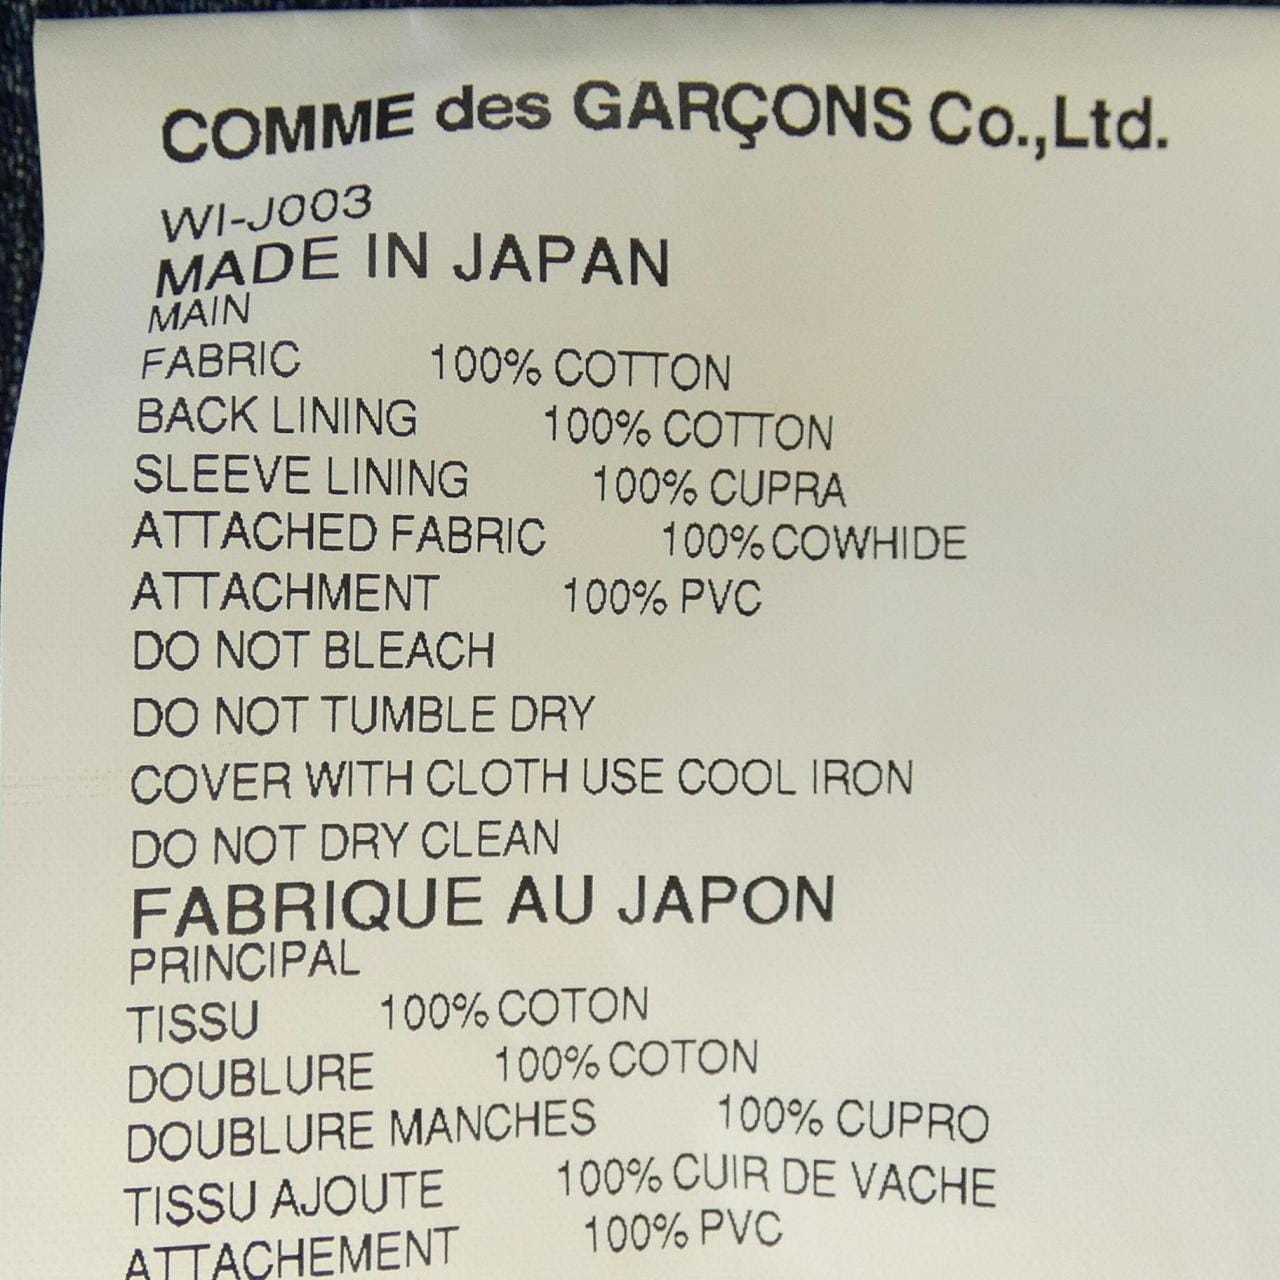 COMME des GARÇONS Co.,Ltd.
WI-J003
MADE IN JAPAN
MAIN
FABRIC 100% COTTON
BACK LINING 100% COTTON
SLEEVE LINING 100% CUPRA
ATTACHED FABRIC 100% COWHIDE
ATTACHMENT 100% PVC
DO NOT BLEACH
DO NOT TUMBLE DRY
COVER WITH CLOTH USE COOL IRON
DO NOT DRY CLEAN
FABRIQUE AU JAPON
PRINCIPAL
TISSU 100% COTON
DOUBLURE 100% COTON
DOUBLURE MANCHES 100% CUPRO
TISSU AJOUTE 100% CUIR DE VACHE
ATTACHEMENT 100% PVC